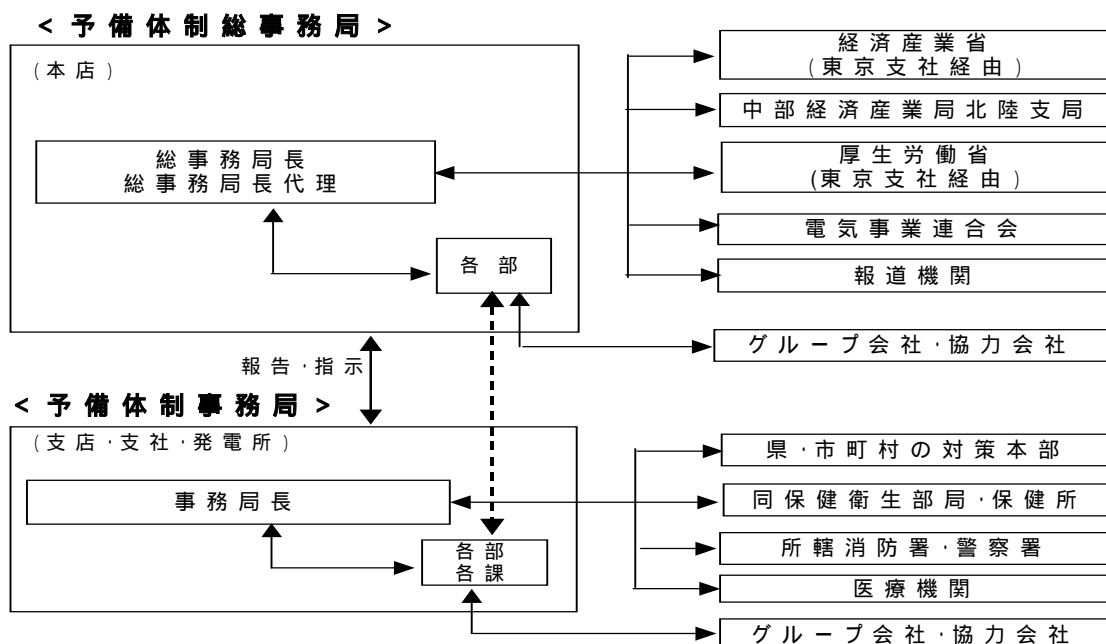 ＜予備体制総事務局＞
(本店)
総事務局長
総事務局長代理
各部
経済産業省
(東京支社経由)
中部経済産業局北陸支局
厚生労働省
(東京支社経由)
電気事業連合会
報道機関
グループ会社・協力会社
報告・指示
＜予備体制事務局＞
(支店・支社・発電所)
事務局長
各部
各課
県・市町村の対策本部
同保健衛生部局・保健所
所轄消防署・警察署
医療機関
グループ会社・協力会社